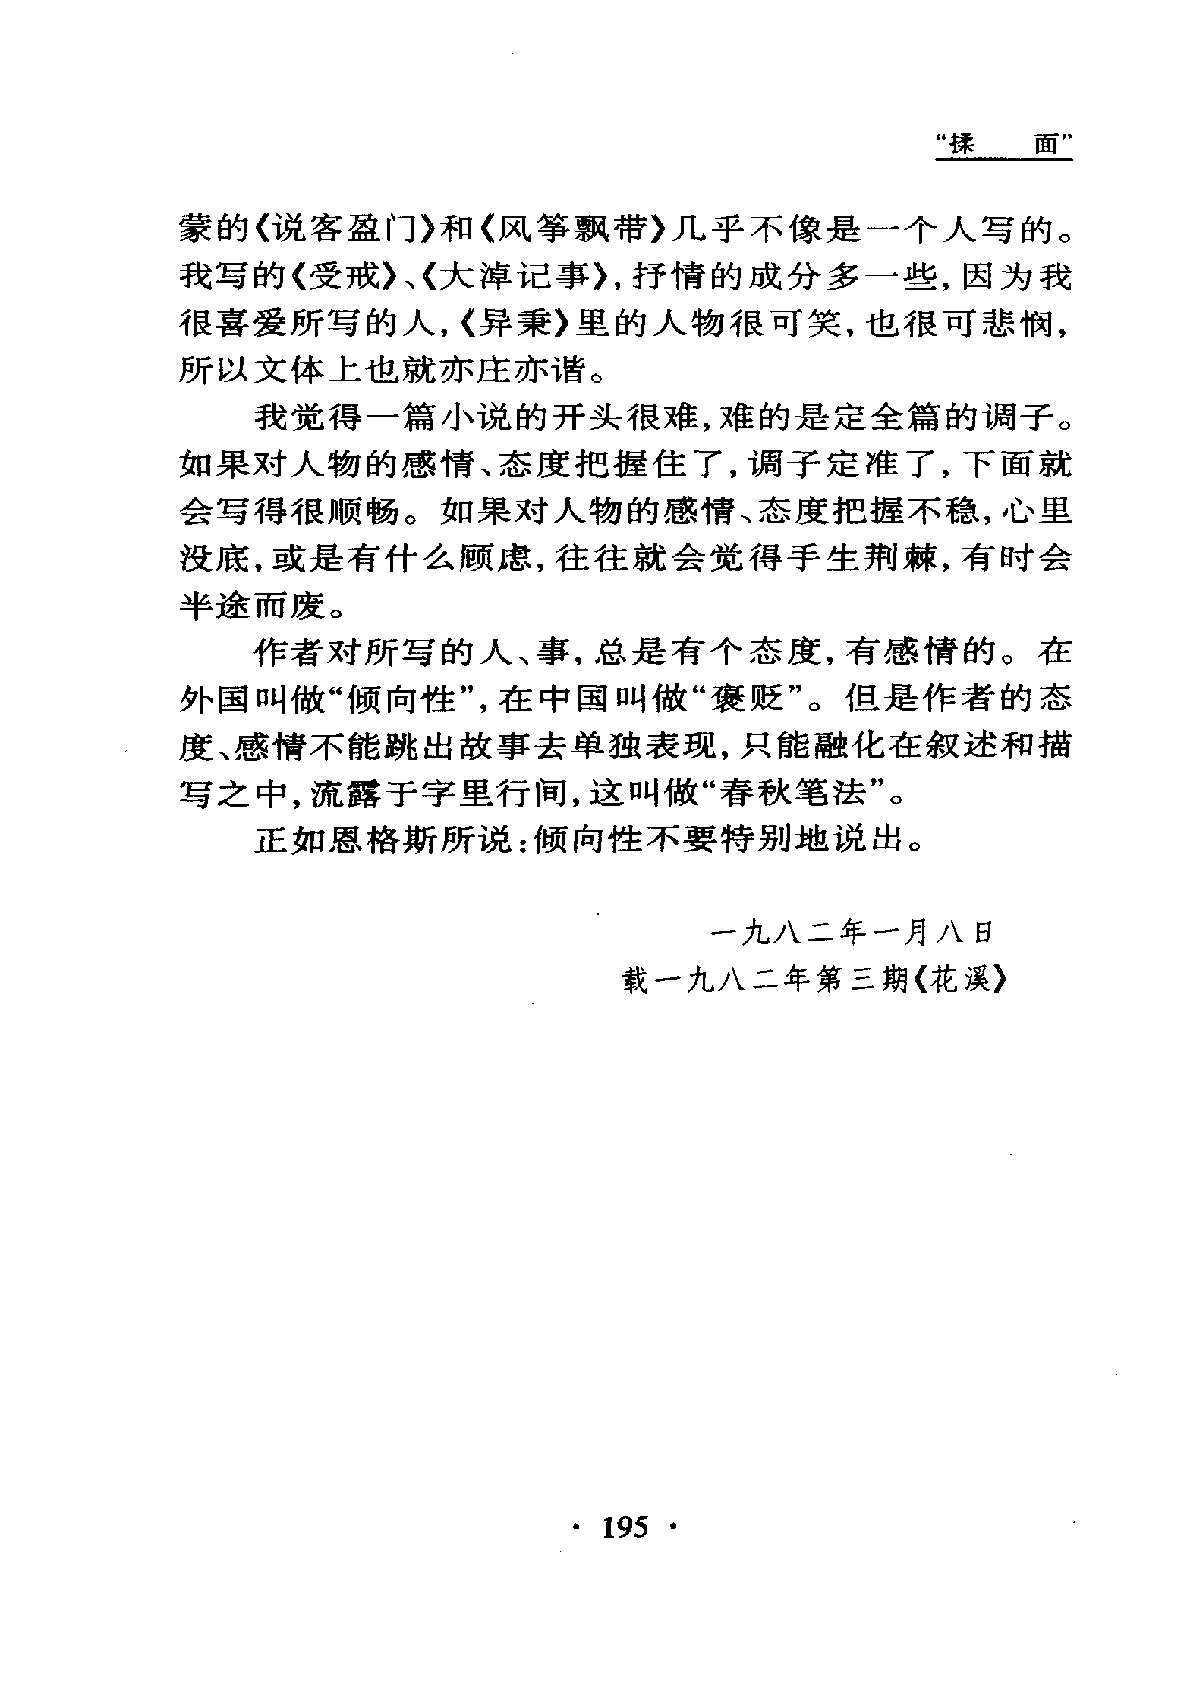 “揉　面”
蒙的《说客盈门》和《风筝飘带》几乎不像是一个人写的。
我写的《受戒》、《大淖记事》，抒情的成分多一些，因为我
很喜爱所写的人，《异秉》里的人物很可笑，也很可悲悯，
所以文体上也就亦庄亦谐。
我觉得一篇小说的开头很难，难的是定全篇的调子。
如果对人物的感情、态度把握住了，调子定准了，下面就
会写得很顺畅。如果对人物的感情、态度把握不稳，心里
没底，或是有什么顾虑，往往就会觉得手生荆棘，有时会
半途而废。
作者对所写的人、事，总是有个态度，有感情的。在
外国叫做“倾向性”，在中国叫做“褒贬”。但是作者的态
度、感情不能跳出故事去单独表现，只能融化在叙述和描
写之中，流露于字里行间，这叫做“春秋笔法”。
正如恩格斯所说：倾向性不要特别地说出。
一九八二年一月八日
载一九八二年第三期《花溪》
· 195 ·